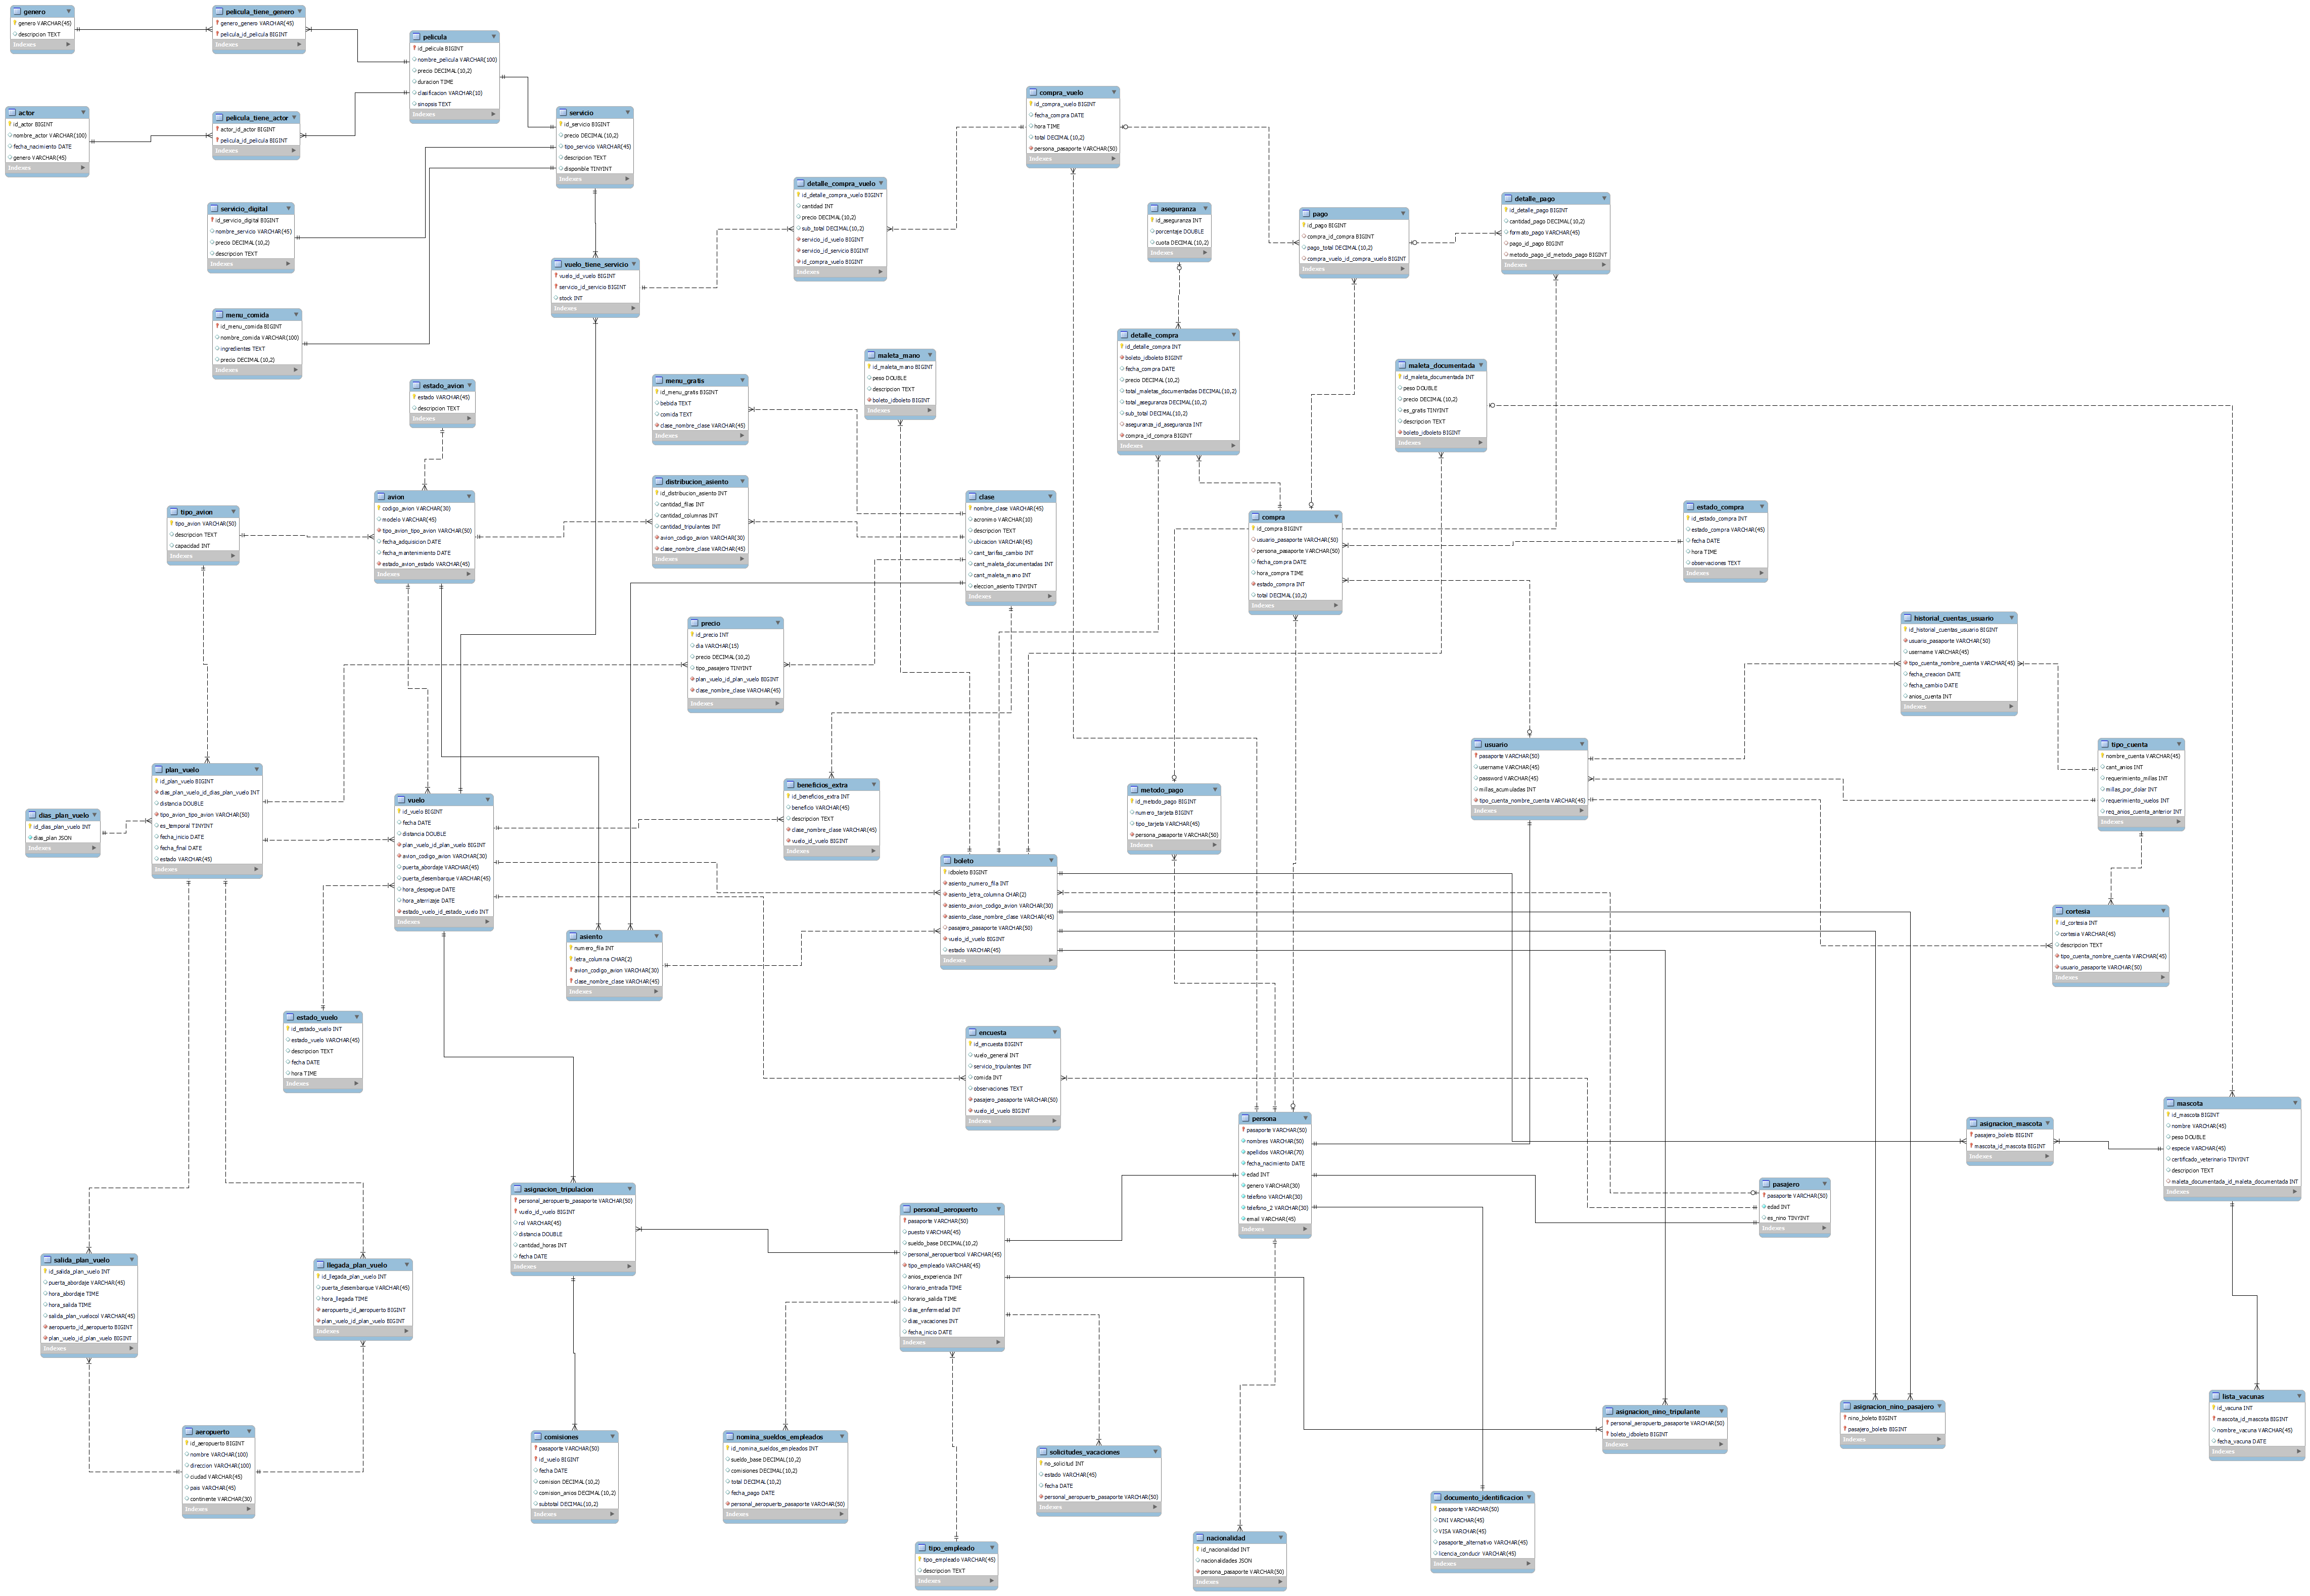 genero
genero VARCHAR(45)
descripcion TEXT
Indexes
pelicula_tiene_genero
genero_genero VARCHAR(45)
pelicula_id_pelicula BIGINT
Indexes
pelicula
id_pelicula BIGINT
nombre_pelicula VARCHAR(100)
precio DECIMAL(10,2)
duracion TIME
clasificacion VARCHAR(10)
sinopsis TEXT
Indexes
actor
id_actor BIGINT
nombre_actor VARCHAR(100)
fecha_nacimiento DATE
genero VARCHAR(45)
Indexes
pelicula_tiene_actor
actor_id_actor BIGINT
pelicula_id_pelicula BIGINT
Indexes
servicio
id_servicio BIGINT
precio DECIMAL(10,2)
tipo_servicio VARCHAR(45)
descripcion TEXT
disponible TINYINT
Indexes
compra_vuelo
id_compra_vuelo BIGINT
fecha_compra DATE
hora TIME
total DECIMAL(10,2)
persona_pasaporte VARCHAR(50)
Indexes
servicio_digital
id_servicio_digital BIGINT
nombre_servicio VARCHAR(45)
precio DECIMAL(10,2)
descripcion TEXT
Indexes
detalle_compra_vuelo
id_detalle_compra_vuelo BIGINT
cantidad INT
precio DECIMAL(10,2)
sub_total DECIMAL(10,2)
servicio_id_vuelo BIGINT
servicio_id_servicio BIGINT
id_compra_vuelo BIGINT
Indexes
aseguranza
id_aseguranza INT
porcentaje DOUBLE
cuota DECIMAL(10,2)
Indexes
pago
id_pago BIGINT
compra_id_compra BIGINT
pago_total DECIMAL(10,2)
compra_vuelo_id_compra_vuelo BIGINT
Indexes
detalle_pago
id_detalle_pago BIGINT
cantidad_pago DECIMAL(10,2)
formato_pago VARCHAR(45)
pago_id_pago BIGINT
metodo_pago_id_metodo_pago BIGINT
Indexes
vuelo_tiene_servicio
vuelo_id_vuelo BIGINT
servicio_id_servicio BIGINT
stock INT
Indexes
menu_comida
id_menu_comida BIGINT
nombre_comida VARCHAR(100)
ingredientes TEXT
precio DECIMAL(10,2)
Indexes
detalle_compra
id_detalle_compra INT
boleto_idboleto BIGINT
fecha_compra DATE
precio DECIMAL(10,2)
total_maletas_documentadas DECIMAL(10,2)
total_aseguranza DECIMAL(10,2)
sub_total DECIMAL(10,2)
aseguranza_id_aseguranza INT
compra_id_compra BIGINT
Indexes
maleta_mano
id_maleta_mano BIGINT
peso DOUBLE
descripcion TEXT
boleto_idboleto BIGINT
Indexes
maleta_documentada
id_maleta_documentada INT
peso DOUBLE
precio DECIMAL(10,2)
es_gratis TINYINT
descripcion TEXT
boleto_idboleto BIGINT
Indexes
estado_avion
estado VARCHAR(45)
descripcion TEXT
Indexes
menu_gratis
id_menu_gratis BIGINT
bebida TEXT
comida TEXT
clase_nombre_clase VARCHAR(45)
Indexes
distribucion_asiento
id_distribucion_asiento INT
cantidad_filas INT
cantidad_columnas INT
cantidad_tripulantes INT
avion_codigo_avion VARCHAR(30)
clase_nombre_clase VARCHAR(45)
Indexes
avion
codigo_avion VARCHAR(30)
modelo VARCHAR(45)
tipo_avion_tipo_avion VARCHAR(50)
fecha_adquisicion DATE
fecha_mantenimiento DATE
estado_avion_estado VARCHAR(45)
Indexes
tipo_avion
tipo_avion VARCHAR(50)
descripcion TEXT
capacidad INT
Indexes
clase
nombre_clase VARCHAR(45)
acronimo VARCHAR(10)
descripcion TEXT
ubicacion VARCHAR(45)
cant_tarifas_cambio INT
cant_maleta_documentadas INT
cant_maleta_mano INT
eleccion_asiento TINYINT
Indexes
compra
id_compra BIGINT
usuario_pasaporte VARCHAR(50)
persona_pasaporte VARCHAR(50)
fecha_compra DATE
hora_compra TIME
estado_compra INT
total DECIMAL(10,2)
Indexes
estado_compra
id_estado_compra INT
estado_compra VARCHAR(45)
fecha DATE
hora TIME
observaciones TEXT
Indexes
precio
id_precio INT
dia VARCHAR(15)
precio DECIMAL(10,2)
tipo_pasajero TINYINT
plan_vuelo_id_plan_vuelo BIGINT
clase_nombre_clase VARCHAR(45)
Indexes
historial_cuentas_usuario
id_historial_cuentas_usuario BIGINT
usuario_pasaporte VARCHAR(50)
username VARCHAR(45)
tipo_cuenta_nombre_cuenta VARCHAR(45)
fecha_creacion DATE
fecha_cambio DATE
anios_cuenta INT
Indexes
usuario
pasaporte VARCHAR(50)
username VARCHAR(45)
password VARCHAR(45)
millas_acumuladas INT
tipo_cuenta_nombre_cuenta VARCHAR(45)
Indexes
tipo_cuenta
nombre_cuenta VARCHAR(45)
cant_anios INT
requerimiento_millas INT
millas_por_dolar INT
requerimiento_vuelos INT
req_anios_cuenta_anterior INT
Indexes
plan_vuelo
id_plan_vuelo BIGINT
dias_plan_vuelo_id_dias_plan_vuelo INT
distancia DOUBLE
tipo_avion_tipo_avion VARCHAR(50)
es_temporal TINYINT
fecha_inicio DATE
fecha_final DATE
estado VARCHAR(45)
Indexes
dias_plan_vuelo
id_dias_plan_vuelo INT
dias_plan JSON
Indexes
vuelo
id_vuelo BIGINT
fecha DATE
distancia DOUBLE
plan_vuelo_id_plan_vuelo BIGINT
avion_codigo_avion VARCHAR(30)
puerta_abordaje VARCHAR(45)
puerta_desembarque VARCHAR(45)
hora_despegue DATE
hora_aterrizaje DATE
estado_vuelo_id_estado_vuelo INT
Indexes
beneficios_extra
id_beneficios_extra INT
beneficio VARCHAR(45)
descripcion TEXT
clase_nombre_clase VARCHAR(45)
vuelo_id_vuelo BIGINT
Indexes
metodo_pago
id_metodo_pago BIGINT
numero_tarjeta BIGINT
tipo_tarjeta VARCHAR(45)
persona_pasaporte VARCHAR(50)
Indexes
boleto
idboleto BIGINT
asiento_numero_fila INT
asiento_letra_columna CHAR(2)
asiento_avion_codigo_avion VARCHAR(30)
asiento_clase_nombre_clase VARCHAR(45)
pasajero_pasaporte VARCHAR(50)
vuelo_id_vuelo BIGINT
estado VARCHAR(45)
Indexes
asiento
numero_fila INT
letra_columna CHAR(2)
avion_codigo_avion VARCHAR(30)
clase_nombre_clase VARCHAR(45)
Indexes
cortesia
id_cortesia INT
cortesia VARCHAR(45)
descripcion TEXT
tipo_cuenta_nombre_cuenta VARCHAR(45)
usuario_pasaporte VARCHAR(50)
Indexes
estado_vuelo
id_estado_vuelo INT
estado_vuelo VARCHAR(45)
descripcion TEXT
fecha DATE
hora TIME
Indexes
encuesta
id_encuesta BIGINT
vuelo_general INT
servicio_tripulantes INT
comida INT
observaciones TEXT
pasajero_pasaporte VARCHAR(50)
vuelo_id_vuelo BIGINT
Indexes
persona
pasaporte VARCHAR(50)
nombres VARCHAR(50)
apellidos VARCHAR(70)
fecha_nacimiento DATE
edad INT
genero VARCHAR(30)
telefono VARCHAR(30)
telefono_2 VARCHAR(30)
email VARCHAR(45)
Indexes
asignacion_mascota
pasajero_boleto BIGINT
mascota_id_mascota BIGINT
Indexes
mascota
id_mascota BIGINT
nombre VARCHAR(45)
peso DOUBLE
especie VARCHAR(45)
certificado_veterinario TINYINT
descripcion TEXT
maleta_documentada_id_maleta_documentada INT
Indexes
pasajero
pasaporte VARCHAR(50)
edad INT
es_nino TINYINT
Indexes
asignacion_tripulacion
personal_aeropuerto_pasaporte VARCHAR(50)
vuelo_id_vuelo BIGINT
rol VARCHAR(45)
distancia DOUBLE
cantidad_horas INT
fecha DATE
Indexes
personal_aeropuerto
pasaporte VARCHAR(50)
puesto VARCHAR(45)
sueldo_base DECIMAL(10,2)
personal_aeropuertocol VARCHAR(45)
tipo_empleado VARCHAR(45)
anios_experiencia INT
horario_entrada TIME
horario_salida TIME
dias_enfermedad INT
dias_vacaciones INT
fecha_inicio DATE
Indexes
salida_plan_vuelo
id_salida_plan_vuelo INT
puerta_abordaje VARCHAR(45)
hora_abordaje TIME
hora_salida TIME
salida_plan_vuelocol VARCHAR(45)
aeropuerto_id_aeropuerto BIGINT
plan_vuelo_id_plan_vuelo BIGINT
Indexes
llegada_plan_vuelo
id_llegada_plan_vuelo INT
puerta_desembarque VARCHAR(45)
hora_llegada TIME
aeropuerto_id_aeropuerto BIGINT
plan_vuelo_id_plan_vuelo BIGINT
Indexes
aeropuerto
id_aeropuerto BIGINT
nombre VARCHAR(100)
direccion VARCHAR(100)
ciudad VARCHAR(45)
pais VARCHAR(45)
continente VARCHAR(30)
Indexes
comisiones
pasaporte VARCHAR(50)
id_vuelo BIGINT
fecha DATE
comision DECIMAL(10,2)
comision_anios DECIMAL(10,2)
subtotal DECIMAL(10,2)
Indexes
nomina_sueldos_empleados
id_nomina_sueldos_empleados INT
sueldo_base DECIMAL(10,2)
comisiones DECIMAL(10,2)
total DECIMAL(10,2)
fecha_pago DATE
personal_aeropuerto_pasaporte VARCHAR(50)
Indexes
solicitudes_vacaciones
no_solicitud INT
estado VARCHAR(45)
fecha DATE
personal_aeropuerto_pasaporte VARCHAR(50)
Indexes
asignacion_nino_tripulante
personal_aeropuerto_pasaporte VARCHAR(50)
boleto_idboleto BIGINT
Indexes
asignacion_nino_pasajero
nino_boleto BIGINT
pasajero_boleto BIGINT
Indexes
lista_vacunas
id_vacuna INT
mascota_id_mascota BIGINT
nombre_vacuna VARCHAR(45)
fecha_vacuna DATE
Indexes
documento_identificacion
pasaporte VARCHAR(50)
DNI VARCHAR(45)
VISA VARCHAR(45)
pasaporte_alternativo VARCHAR(45)
licencia_conducir VARCHAR(45)
Indexes
tipo_empleado
tipo_empleado VARCHAR(45)
descripcion TEXT
Indexes
nacionalidad
id_nacionalidad INT
nacionalidades JSON
persona_pasaporte VARCHAR(50)
Indexes